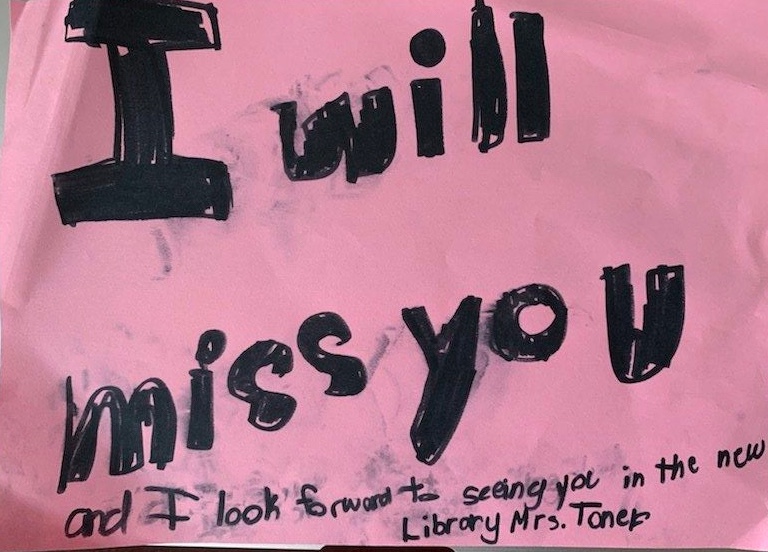 I will
miss you
and I look forward to seeing you in the new
Library Mrs. Toner